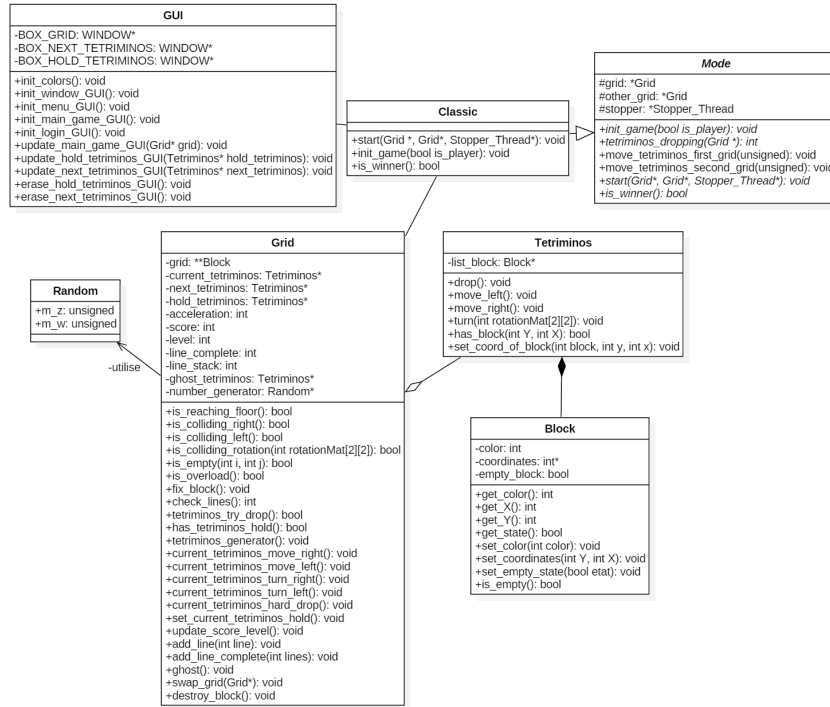 GUI
-BOX_GRID: WINDOW*
-BOX_NEXT_TETRIMINOS: WINDOW*
-BOX_HOLD_TETRIMINOS: WINDOW*
+init_colors(): void
+init_window_GUI(): void
+init_menu_GUI(): void
+init_main_game_GUI(): void
+init_login_GUI(): void
+update_main_game_GUI(Grid* grid): void
+update_hold_tetriminos_GUI(Tetriminos* hold_tetriminos): void
+update_next_tetriminos_GUI(Tetriminos* next_tetriminos): void
+erase_hold_tetriminos_GUI(): void
+erase_next_tetriminos_GUI(): void
Classic
+start(Grid *, Grid*, Stopper_Thread*): void
+init_game(bool is_player): void
+is_winner(): bool
Mode
#grid: *Grid
#other_grid: *Grid
#stopper: *Stopper_Thread
+init_game(bool is_player): void
+tetriminos_dropping(Grid *): int
+move_tetriminos_first_grid(unsigned): void
+move_tetriminos_second_grid(unsigned): void
+start(Grid*, Grid*, Stopper_Thread*): void
+is_winner(): bool
Random
+m_z: unsigned
+m_w: unsigned
-utilise
Grid
-grid: **Block
-current_tetriminos: Tetriminos*
-next_tetriminos: Tetriminos*
-hold_tetriminos: Tetriminos*
-acceleration: int
-score: int
-level: int
-line_complete: int
-line_stack: int
-ghost_tetriminos: Tetriminos*
-number_generator: Random*
+is_reaching_floor(): bool
+is_colliding_right(): bool
+is_colliding_left(): bool
+is_colliding_rotation(int rotationMat[2][2]): bool
+is_empty(int i, int j): bool
+is_overload(): bool
+fix_block(): void
+check_lines(): int
+tetriminos_try_drop(): bool
+has_tetriminos_hold(): bool
+tetriminos_generator(): void
+current_tetriminos_move_right(): void
+current_tetriminos_move_left(): void
+current_tetriminos_turn_right(): void
+current_tetriminos_turn_left(): void
+current_tetriminos_hard_drop(): void
+set_current_tetriminos_hold(): void
+update_score_level(): void
+add_line(int line): void
+add_line_complete(int lines): void
+ghost(): void
+swap_grid(Grid*): void
+destroy_block(): void
Tetriminos
-list_block: Block*
+drop(): void
+move_left(): void
+move_right(): void
+turn(int rotationMat[2][2]): void
+has_block(int Y, int X): bool
+set_coord_of_block(int block, int y, int x): void
Block
-color: int
-coordinates: int*
-empty_block: bool
+get_color(): int
+get_X(): int
+get_Y(): int
+get_state(): bool
+set_color(int color): void
+set_coordinates(int Y, int X): void
+set_empty_state(bool etat): void
+is_empty(): bool